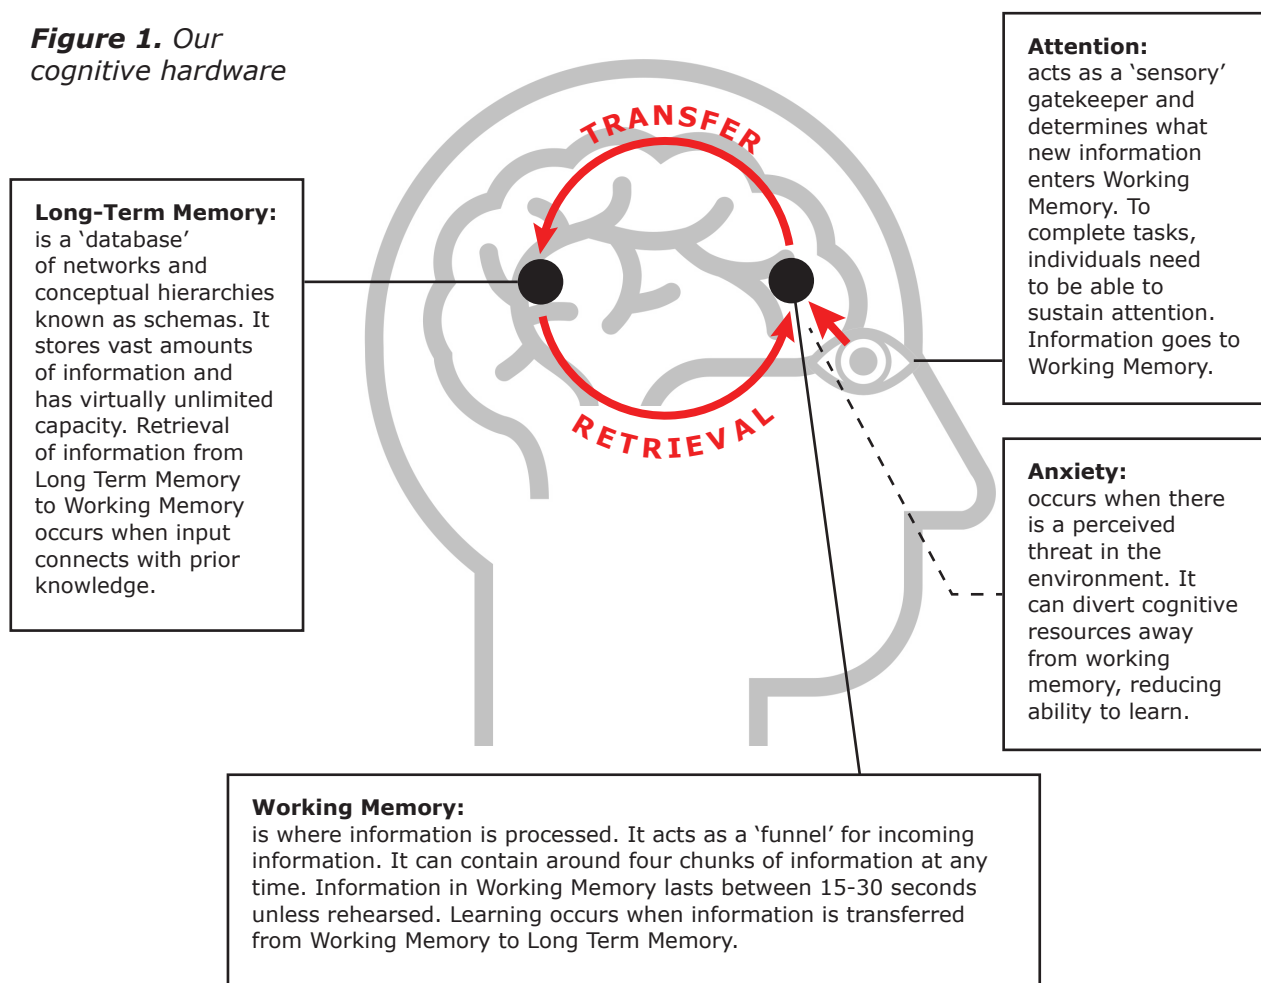 Figure 1. Our
cognitive hardware
Attention:
acts as a ‘sensory’
gatekeeper and
determines what
new information
enters Working
Memory. To
complete tasks,
individuals need
to be able to
sustain attention.
Information goes to
Working Memory.
TRANSFER
Long-Term Memory:
is a ‘database’
of networks and
conceptual hierarchies
known as schemas. It
stores vast amounts
of information and
has virtually unlimited
capacity. Retrieval
of information from
Long Term Memory
to Working Memory
occurs when input
connects with prior
knowledge.
RETRIEVAL
Anxiety:
occurs when there
is a perceived
threat in the
environment. It
can divert cognitive
resources away
from working
memory, reducing
ability to learn.
Working Memory:
is where information is processed. It acts as a ‘funnel’ for incoming
information. It can contain around four chunks of information at any
time. Information in Working Memory lasts between 15-30 seconds
unless rehearsed. Learning occurs when information is transferred
from Working Memory to Long Term Memory.